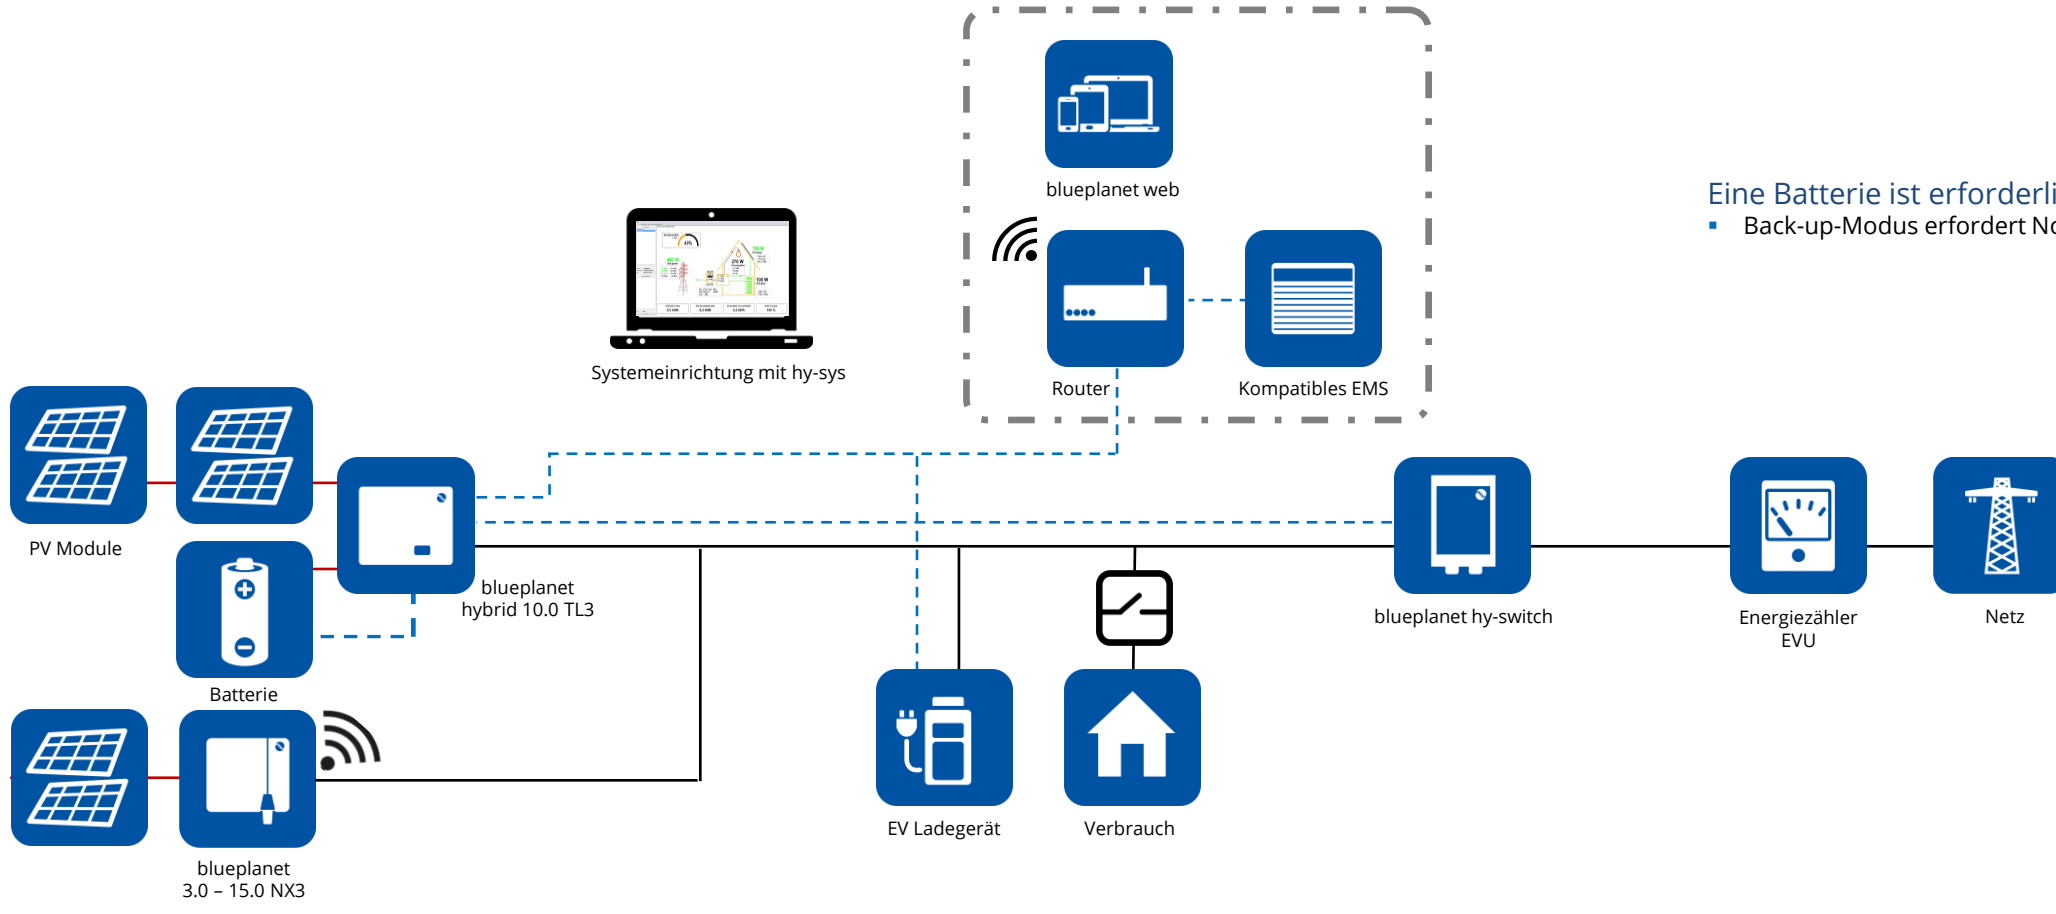 blueplanet web
Eine Batterie ist erforderli
Back-up-Modus erfordert No
Systemeinrichtung mit hy-sys
Router
Kompatibles EMS
PV Module
blueplanet
hybrid 10.0 TL3
blueplanet hy-switch
Energiezähler
EVU
Netz
Batterie
EV Ladegerät
Verbrauch
blueplanet
3.0 – 15.0 NX3